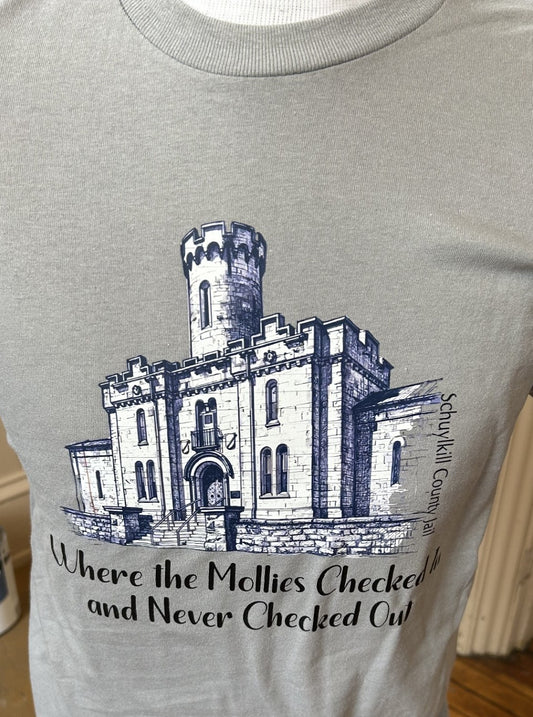 Schuylkill County Jail
Where the Mollies Checked In
and Never Checked Out